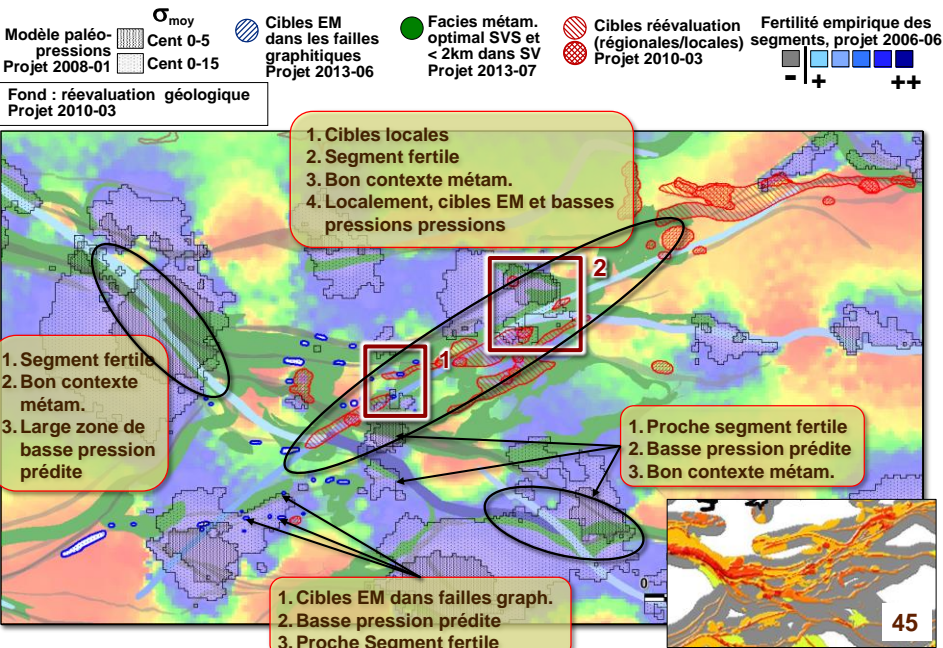 σmoy
Modèle paléo-
pressions
Projet 2008-01
Cent 0-5
Cent 0-15
Cibles EM
dans les failles
graphitiques
Projet 2013-06
Facies métam.
optimal SVS et
< 2km dans SV
Projet 2013-07
Cibles réévaluation
(régionales/locales)
Projet 2010-03
Fertilité empirique des
segments, projet 2006-06
- + ++
Fond : réevaluation géologique
Projet 2010-03
1. Cibles locales
2. Segment fertile
3. Bon contexte métam.
4. Localement, cibles EM et basses
pressions pressions
2
1
1. Segment fertile
2. Bon contexte
métam.
3. Large zone de
basse pression
prédite
1. Proche segment fertile
2. Basse pression prédite
3. Bon contexte métam.
1. Cibles EM dans failles graph.
2. Basse pression prédite
3. Proche Segment fertile
0
45